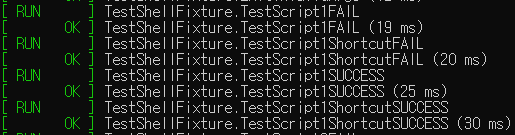 [ RUN      ] TestShellFixture.TestScript1FAIL
[       OK ] TestShellFixture.TestScript1FAIL (19 ms)
[ RUN      ] TestShellFixture.TestScript1ShortcutFAIL
[       OK ] TestShellFixture.TestScript1ShortcutFAIL (20 ms)
[ RUN      ] TestShellFixture.TestScript1SUCCESS
[       OK ] TestShellFixture.TestScript1SUCCESS (25 ms)
[ RUN      ] TestShellFixture.TestScript1ShortcutSUCCESS
[       OK ] TestShellFixture.TestScript1ShortcutSUCCESS (30 ms)